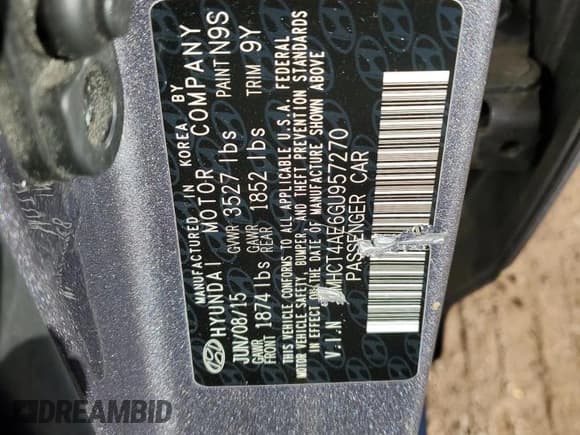 MANUFACTURED IN KOREA BY
HYUNDAI MOTOR COMPANY
JUN/08/15 GVWR 3527 lbs PAINT N9S
GAWR FRONT 1874 lbs GAWR REAR 1852 lbs TRIM 9Y
THIS VEHICLE CONFORMS TO ALL APPLICABLE U.S.A. FEDERAL
MOTOR VEHICLE SAFETY, BUMPER, AND THEFT PREVENTION STANDARDS
IN EFFECT ON THE DATE OF MANUFACTURE SHOWN ABOVE
V.I.N MHCT4AE6GU957270
PASSENGER CAR
DREAMBID